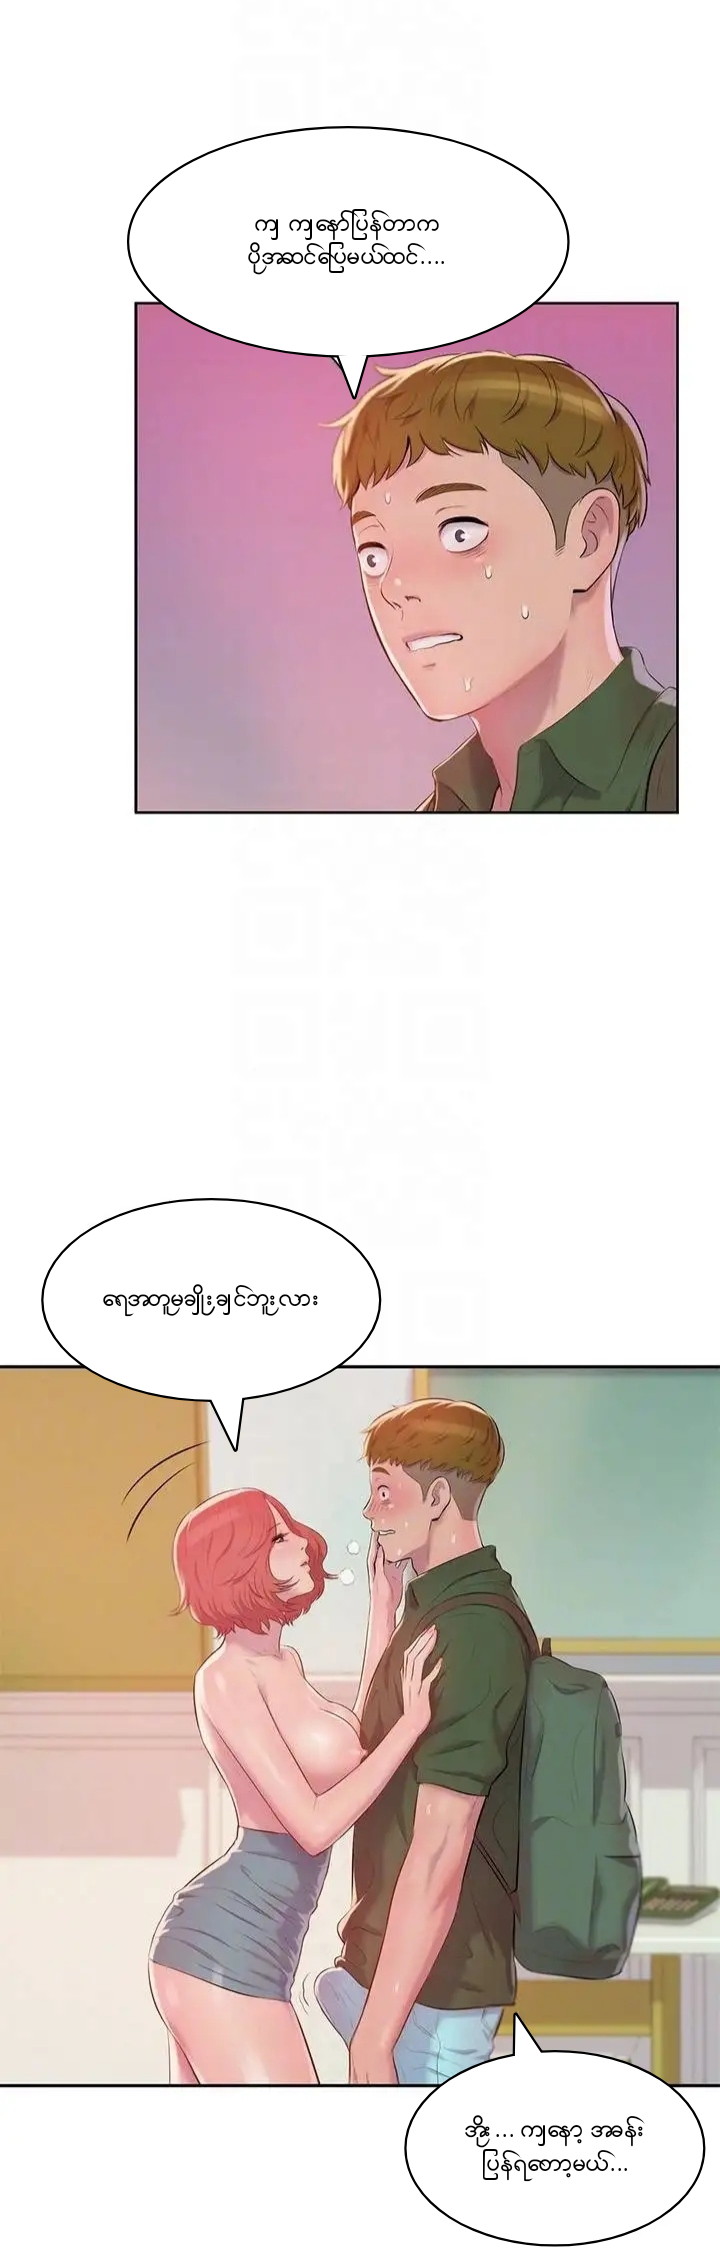 ကျ ကျနော်ပြန်တာက
ပိုအဆင်ပြေမယ်ထင်....
ရေအတူမချိုးချင်ဘူးလား
အိုး... ကျနော့ အခန်း
ပြန်ရတော့မယ်...